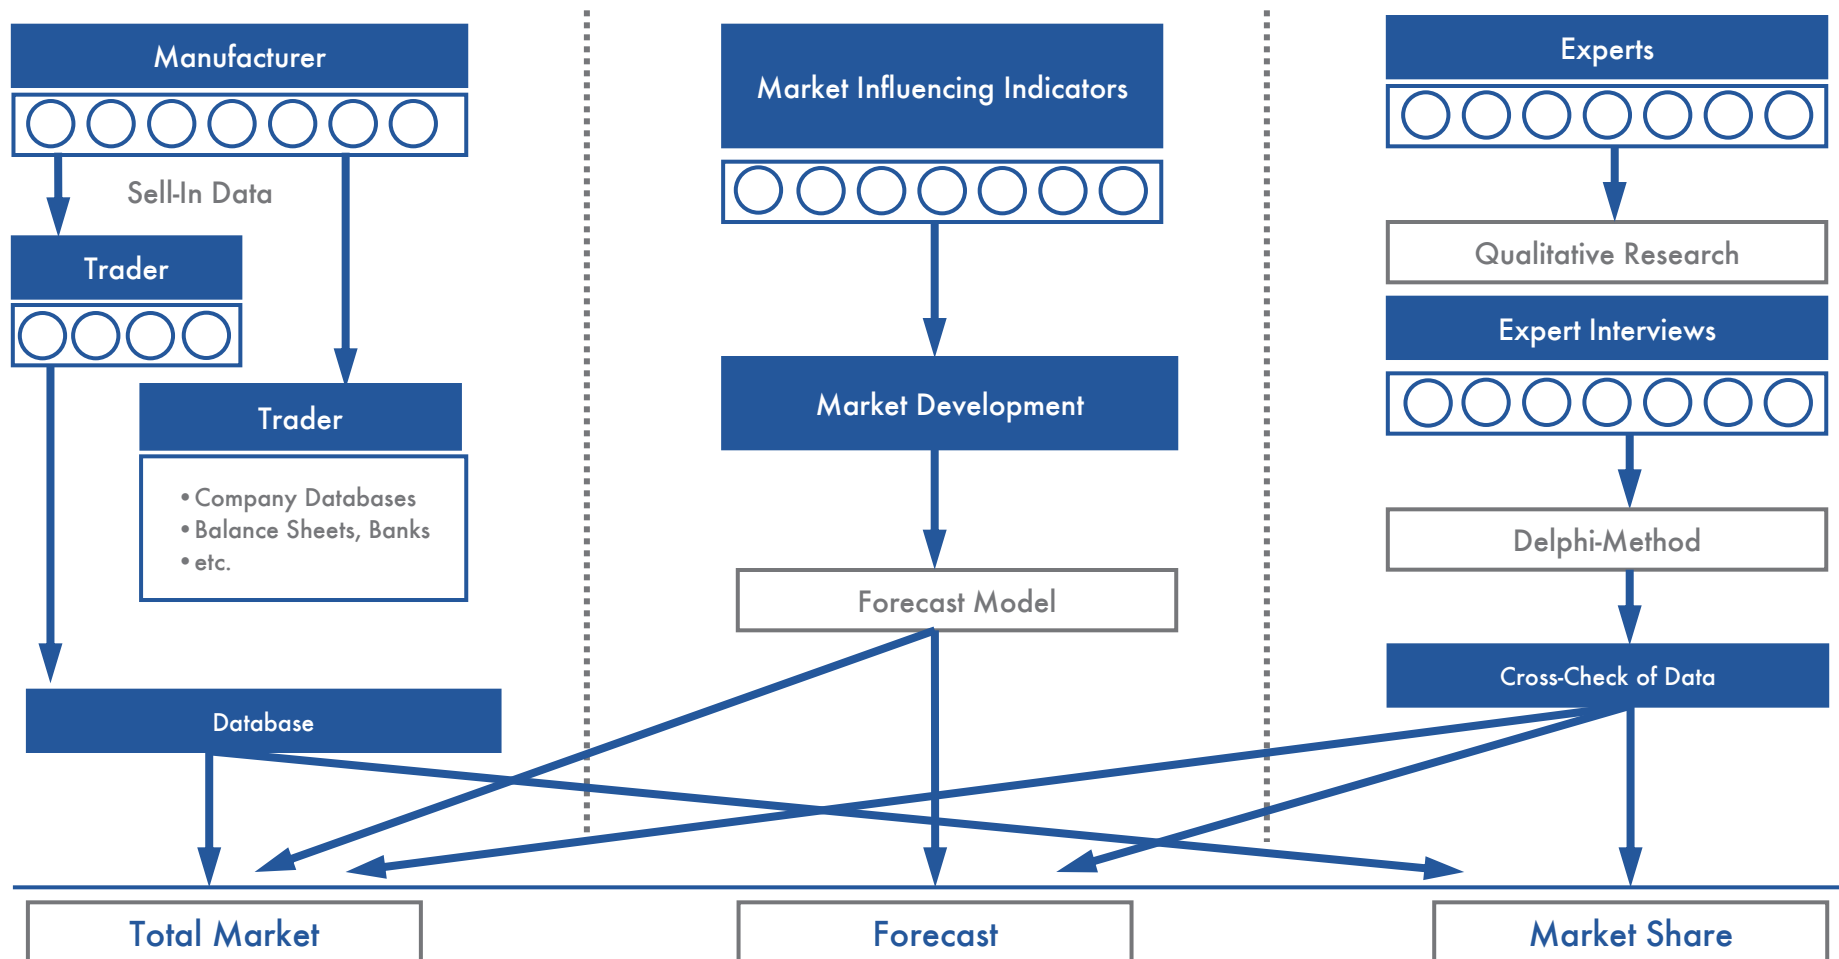 Manufacturer
Sell-In Data
Trader
Trader
•Company Databases
•Balance Sheets, Banks
•etc.
Database
Market Influencing Indicators
Market Development
Forecast Model
Experts
Qualitative Research
Expert Interviews
Delphi-Method
Cross-Check of Data
Total Market
Forecast
Market Share